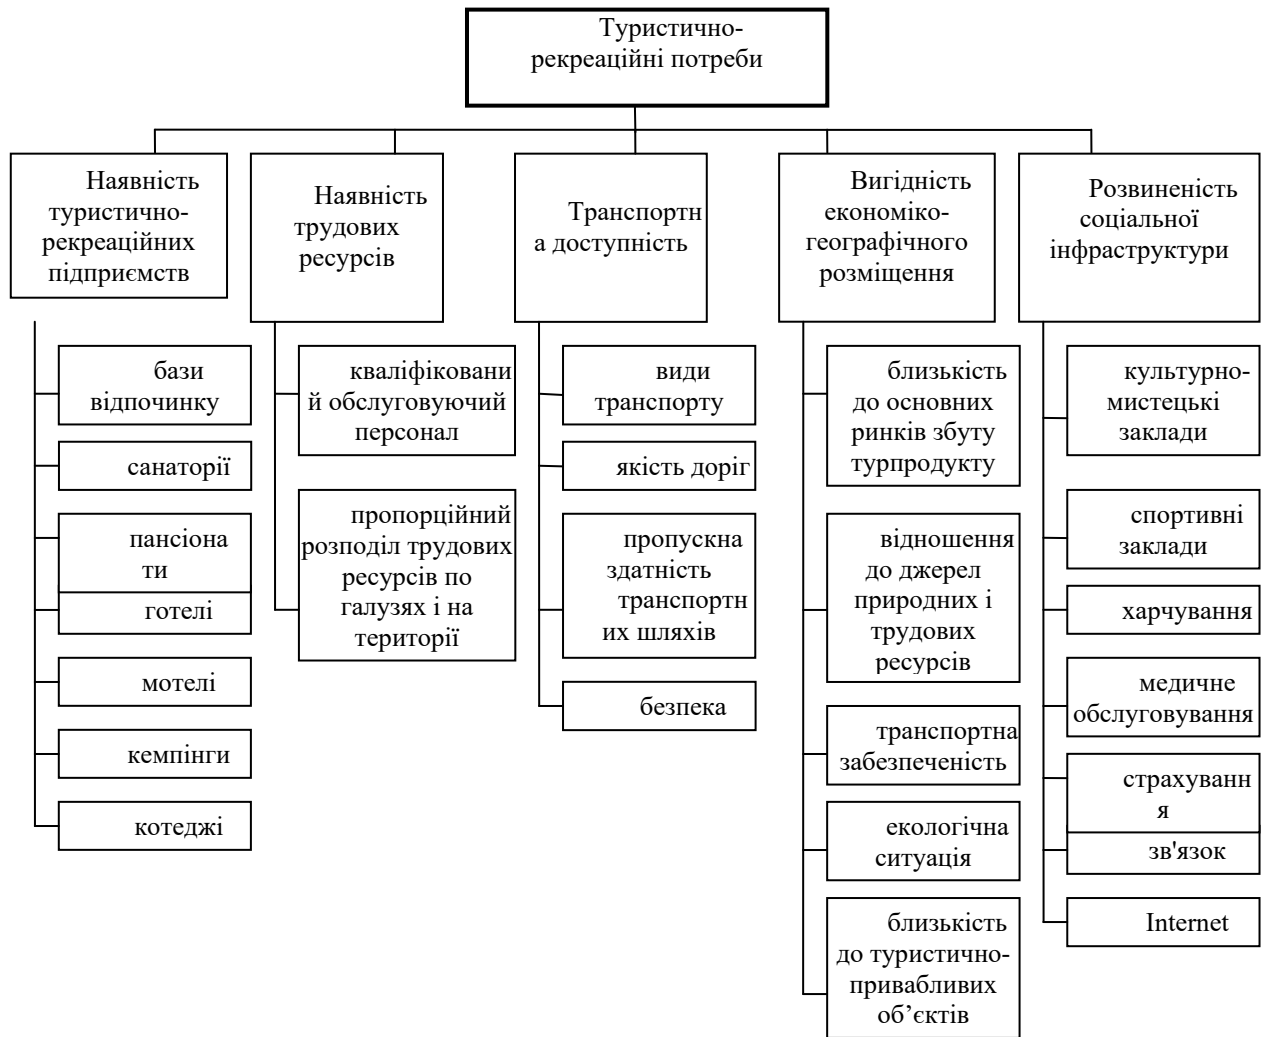 Туристично-
рекреаційні потреби
Наявність
туристично-
рекреаційних
підприємств
Наявність
трудових
ресурсів
Транспортн
а доступність
Вигідність
економіко-
географічного
розміщення
Розвиненість
соціальної
інфраструктури
бази
відпочинку
санаторії
пансіона
ти
готелі
мотелі
кемпінги
котеджі
кваліфіковани
й обслуговуючий
персонал
пропорційний
розподіл трудових
ресурсів по
галузях і на
території
види
транспорту
якість доріг
пропускна
здатність
транспортн
их шляхів
безпека
близькість
до основних
ринків збуту
турпродукту
відношення
до джерел
природних і
трудових
ресурсів
транспортна
забезпеченість
екологічна
ситуація
близькість
до туристично-
привабливих
об’єктів
культурно-
мистецькі
заклади
спортивні
заклади
харчування
медичне
обслуговування
страхуванн
я
зв'язок
Internet